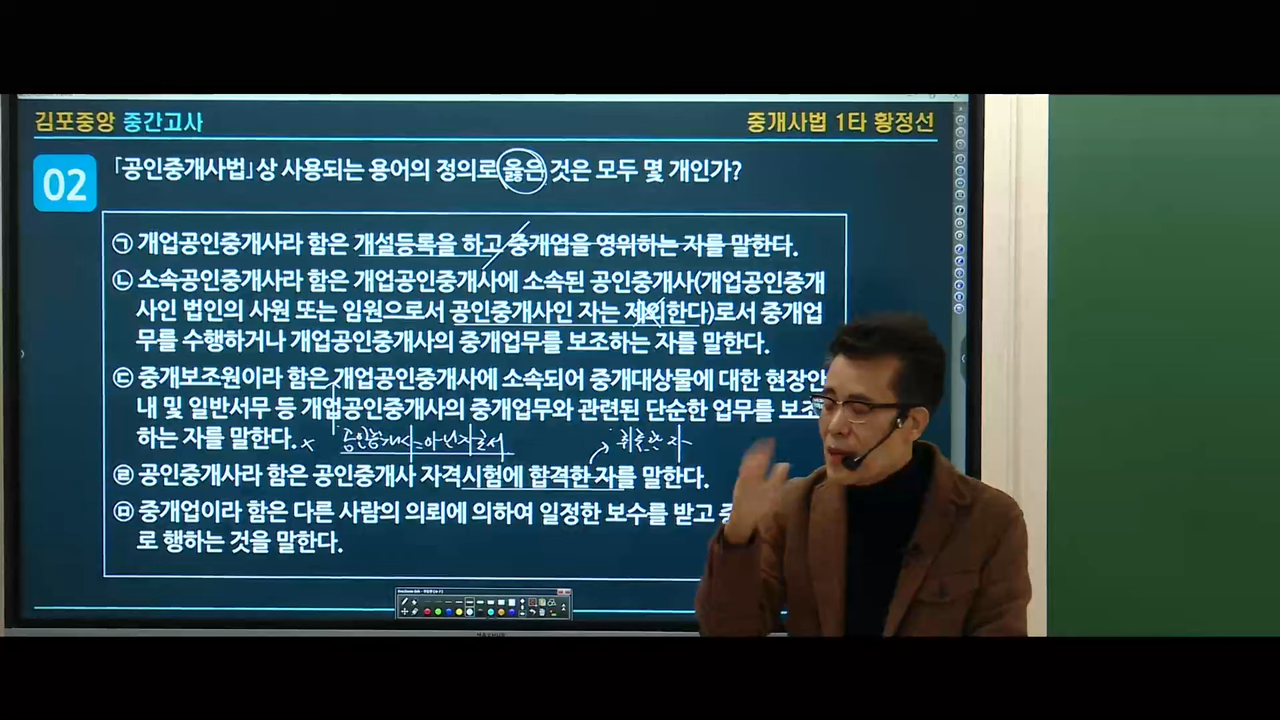 김포중앙 중간고사
중개사법 1타 황정선
02
「공인중개사법」상 사용되는 용어의 정의로 옳은 것은 모두 몇 개인가?
㉠ 개업공인중개사라 함은 개설등록을 하고 중개업을 영위하는 자를 말한다.
㉡ 소속공인중개사라 함은 개업공인중개사에 소속된 공인중개사(개업공인중개
사인 법인의 사원 또는 임원으로서 공인중개사인 자는 제외한다)로서 중개업
무를 수행하거나 개업공인중개사의 중개업무를 보조하는 자를 말한다.
㉢ 중개보조원이라 함은 개업공인중개사에 소속되어 중개대상물에 대한 현장안
내 및 일반서무 등 개업공인중개사의 중개업무와 관련된 단순한 업무를 보조
하는 자를 말한다. x 아닌자로서 취득한 자
㉣ 공인중개사라 함은 공인중개사 자격시험에 합격한 자를 말한다.
㉤ 중개업이라 함은 다른 사람의 의뢰에 의하여 일정한 보수를 받고
로 행하는 것을 말한다.